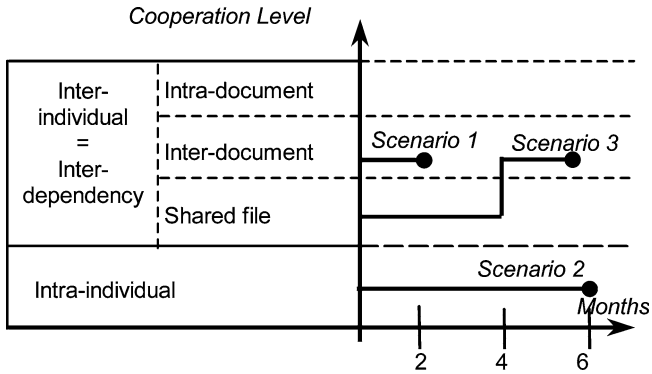 Cooperation Level
Inter-
individual
=
Inter-
dependency
Intra-document
Inter-document
Shared file
Scenario 1
Scenario 3
Intra-individual
Scenario 2
Months
2
4
6